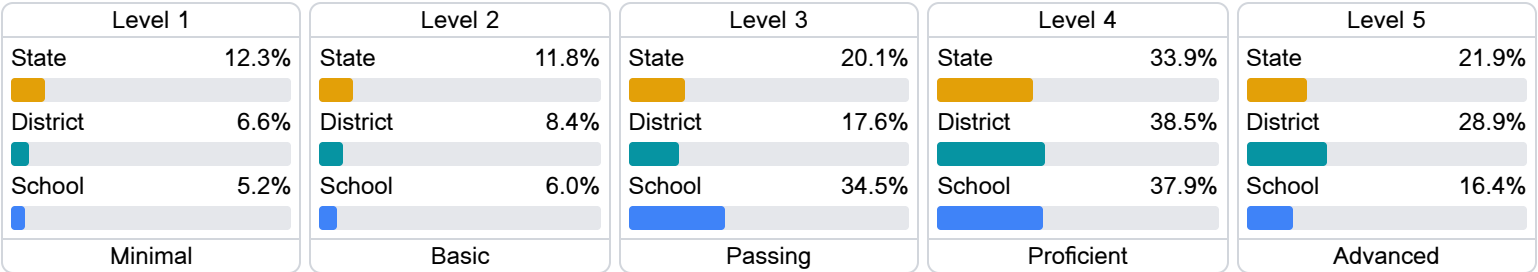 Level 1
State 12.3%
District 6.6%
School 5.2%
Minimal
Level 2
State 11.8%
District 8.4%
School 6.0%
Basic
Level 3
State 20.1%
District 17.6%
School 34.5%
Passing
Level 4
State 33.9%
District 38.5%
School 37.9%
Proficient
Level 5
State 21.9%
District 28.9%
School 16.4%
Advanced